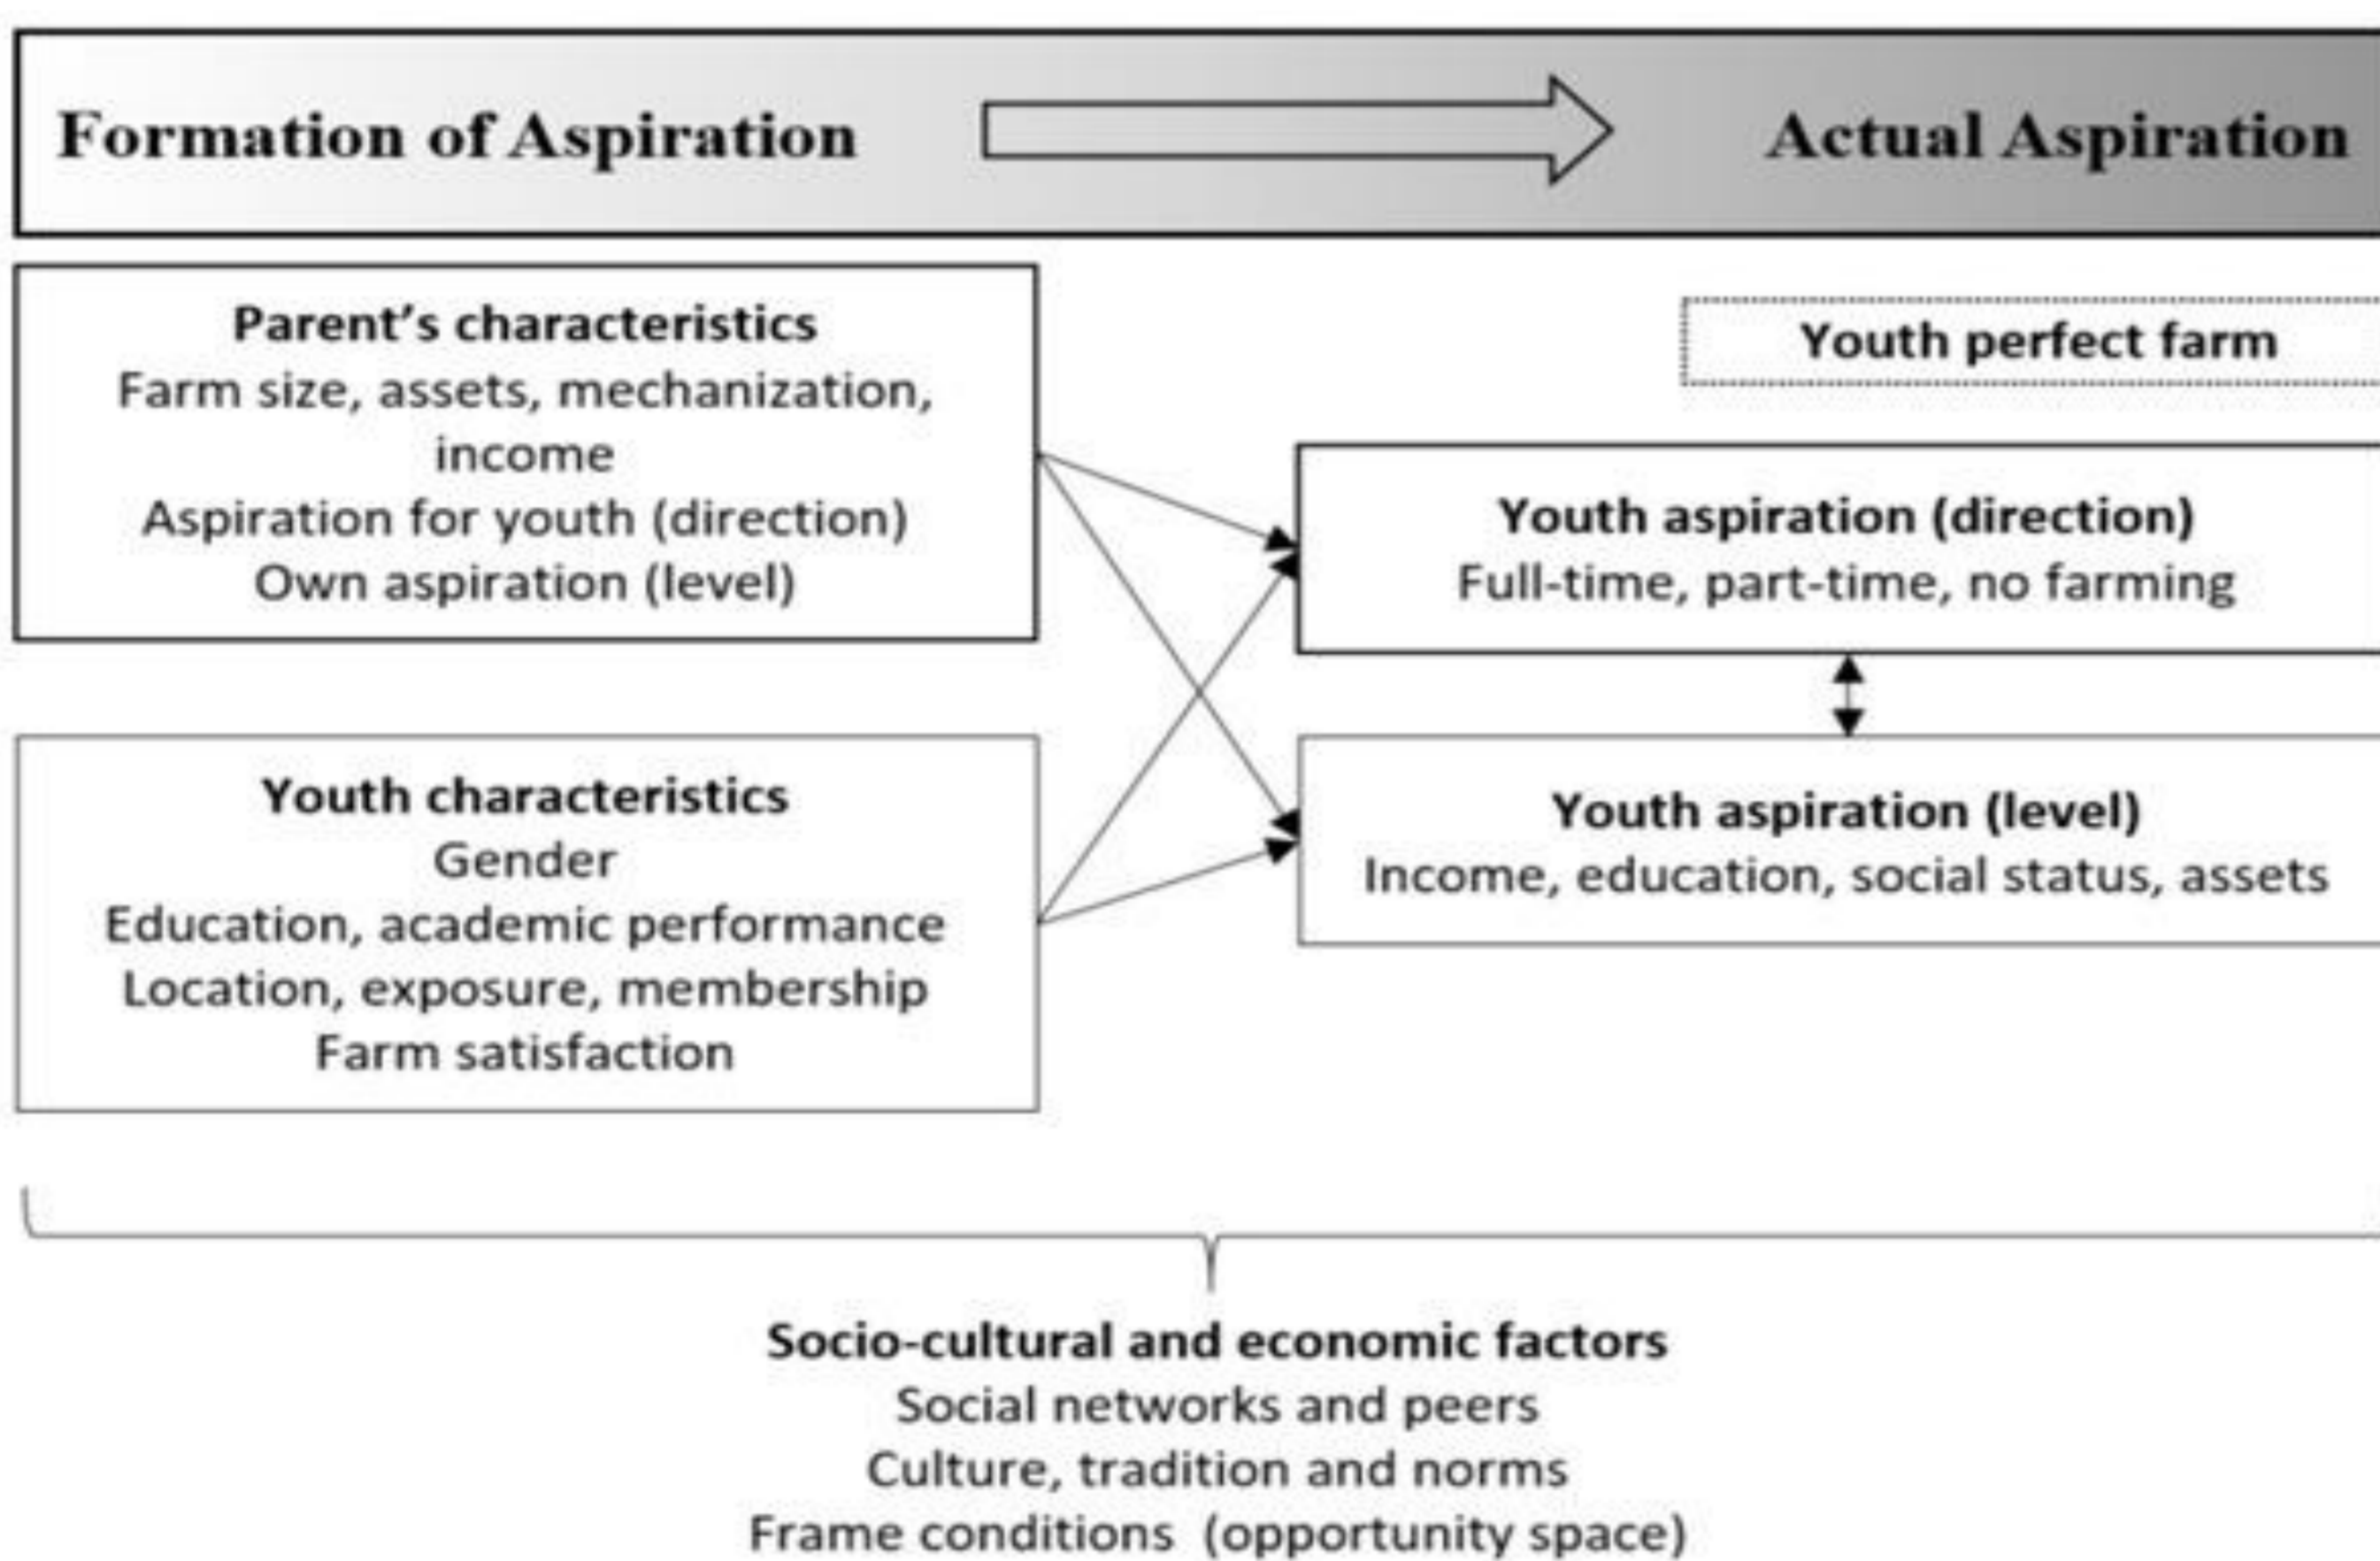 Formation of Aspiration
Actual Aspiration
Parent’s characteristics
Farm size, assets, mechanization,
income
Aspiration for youth (direction)
Own aspiration (level)
Youth perfect farm
Youth aspiration (direction)
Full-time, part-time, no farming
Youth characteristics
Gender
Education, academic performance
Location, exposure, membership
Farm satisfaction
Youth aspiration (level)
Income, education, social status, assets
Socio-cultural and economic factors
Social networks and peers
Culture, tradition and norms
Frame conditions (opportunity space)